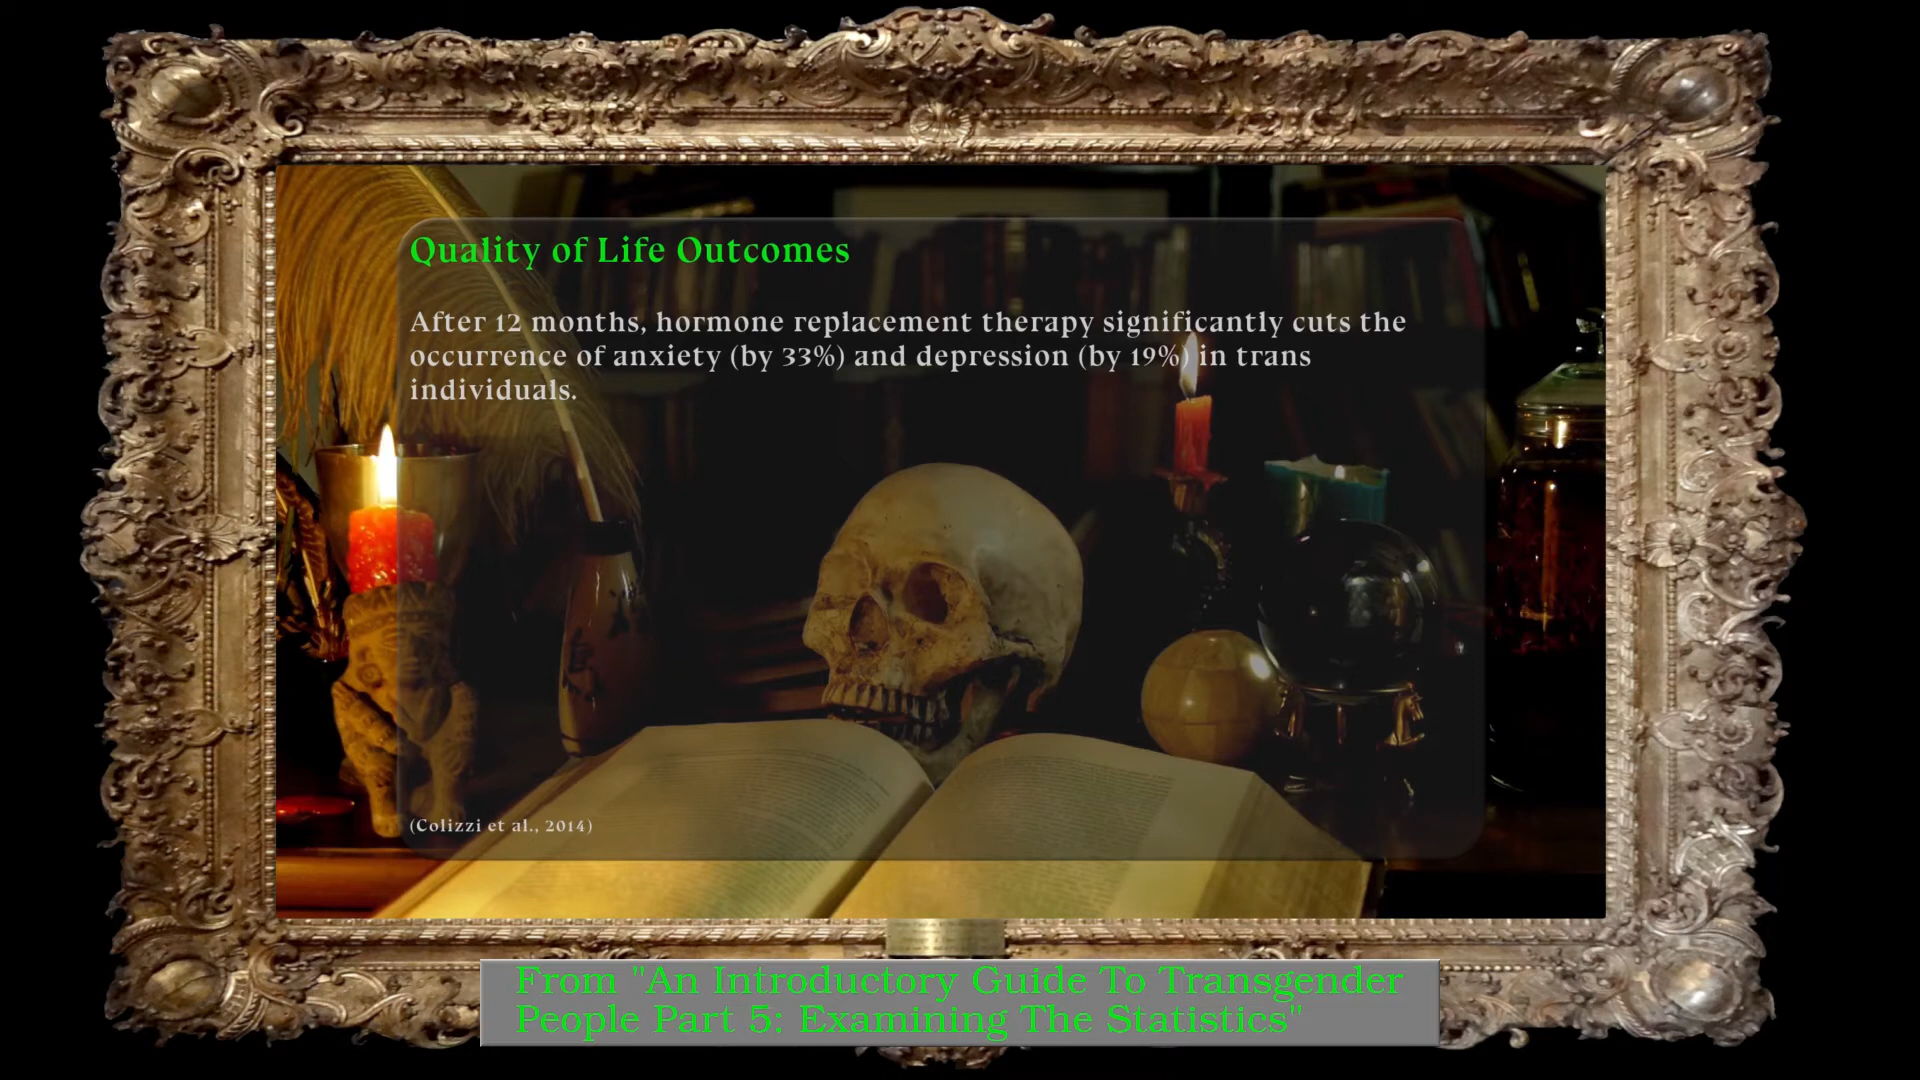 Quality of Life Outcomes
After 12 months, hormone replacement therapy significantly cuts the
occurrence of anxiety (by 33%) and depression (by 19%) in trans
individuals.
(Colizzi et al., 2014)
From "An Introductory Guide To Transgender
People Part 5: Examining The Statistics"